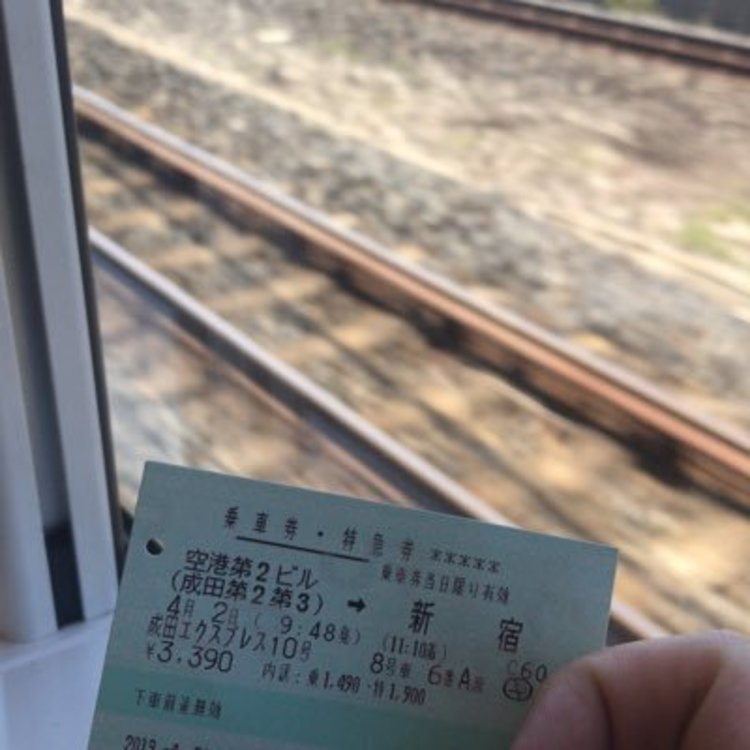 乗車券・特急券 *****
乗車券当日限り有効
空港第2ビル
(成田第2第3) → 新宿
4月 2日( 9:48発) (11:10着) C60
成田エクスプレス10号 8号車 6番A席
¥3,390 内訳:乗1,490・特1,900
下車前途無効